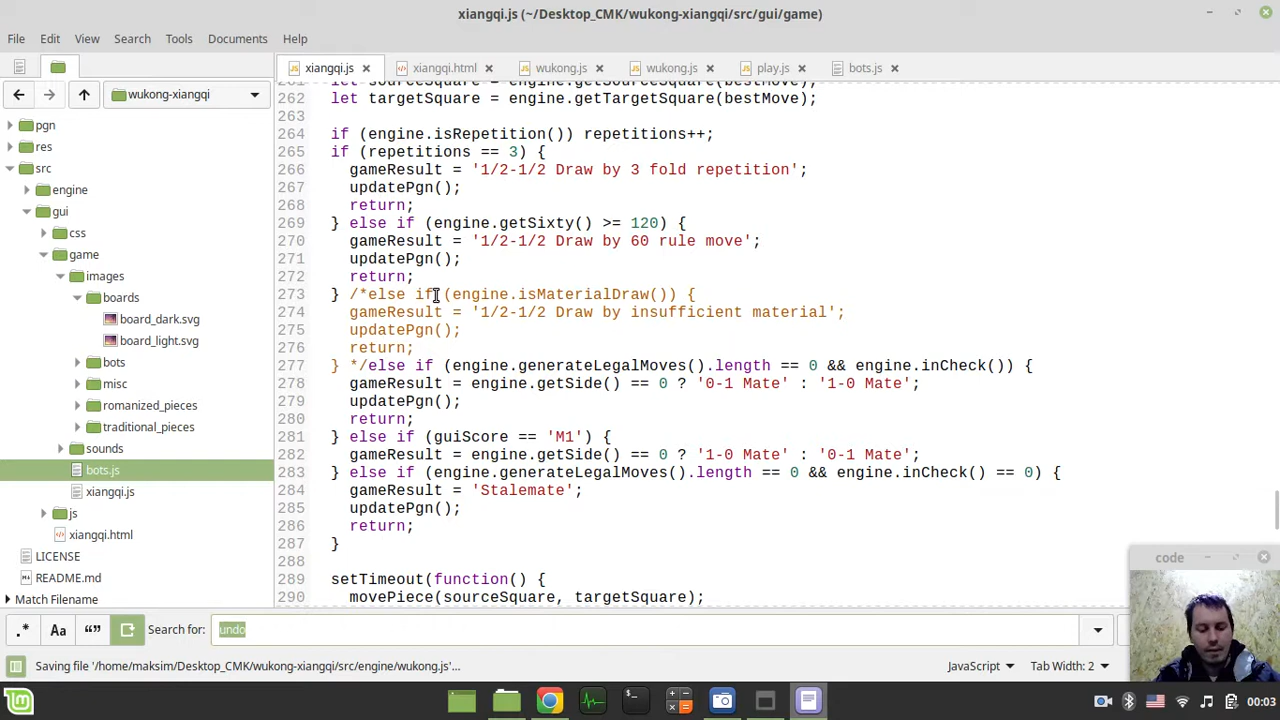 xiangqi.js (~/Desktop_CMK/wukong-xiangqi/src/gui/game)
File Edit View Search Tools Documents Help
xiangqi.js xiangqi.html wukong.js wukong.js play.js bots.js
wukong-xiangqi
pgn
res
src
engine
gui
css
game
images
boards
board_dark.svg
board_light.svg
bots
misc
romanized_pieces
traditional_pieces
sounds
bots.js
xiangqi.js
js
xiangqi.html
LICENSE
README.md
Match Filename
261 let sourceSquare = engine.getSourceSquare(bestMove);
262 let targetSquare = engine.getTargetSquare(bestMove);
263
264 if (engine.isRepetition()) repetitions++;
265 if (repetitions == 3) {
266 gameResult = '1/2-1/2 Draw by 3 fold repetition';
267 updatePgn();
268 return;
269 } else if (engine.getSixty() >= 120) {
270 gameResult = '1/2-1/2 Draw by 60 rule move';
271 updatePgn();
272 return;
273 } /*else if (engine.isMaterialDraw()) {
274 gameResult = '1/2-1/2 Draw by insufficient material';
275 updatePgn();
276 return;
277 } */else if (engine.generateLegalMoves().length == 0 && engine.inCheck()) {
278 gameResult = engine.getSide() == 0 ? '0-1 Mate' : '1-0 Mate';
279 updatePgn();
280 return;
281 } else if (guiScore == 'M1') {
282 gameResult = engine.getSide() == 0 ? '1-0 Mate' : '0-1 Mate';
283 } else if (engine.generateLegalMoves().length == 0 && engine.inCheck() == 0) {
284 gameResult = 'Stalemate';
285 updatePgn();
286 return;
287 }
288
289 setTimeout(function() {
290 movePiece(sourceSquare, targetSquare);
code
.* Aa “” Search for: undo
Saving file '/home/maksim/Desktop_CMK/wukong-xiangqi/src/engine/wukong.js'... JavaScript Tab Width: 2
00:03